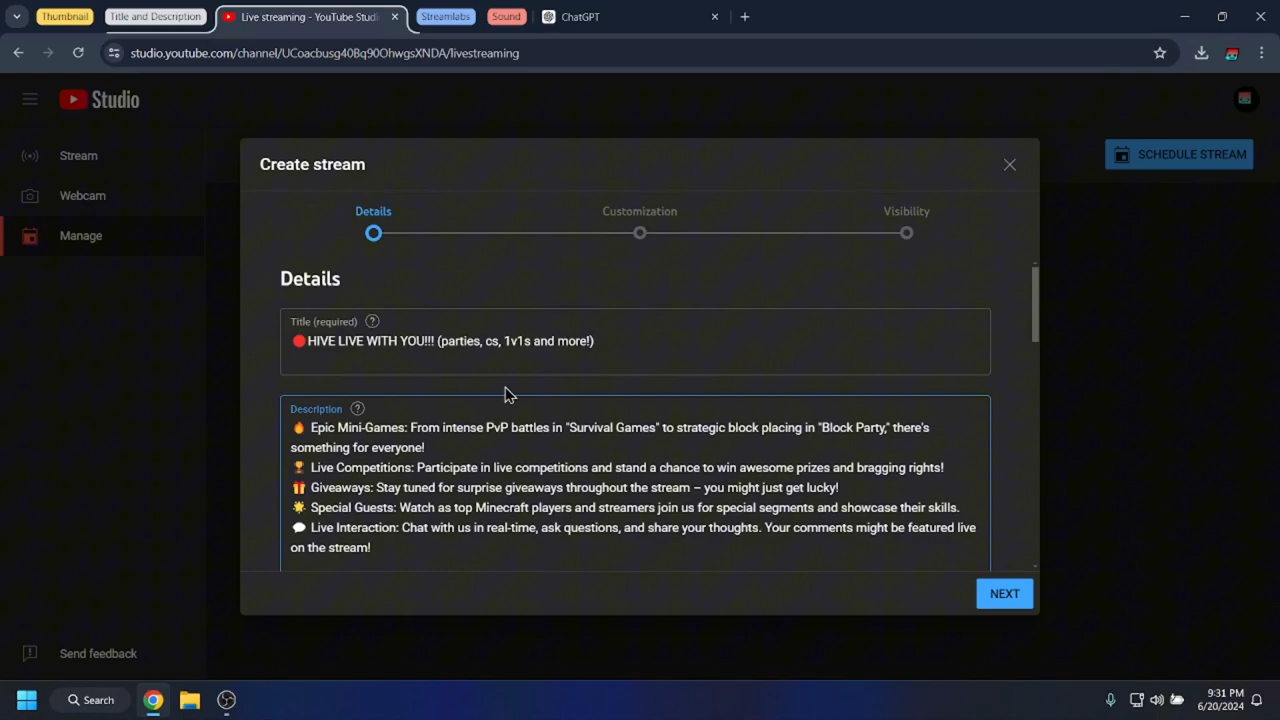 Thumbnail
Title and Description
Live streaming - YouTube Studi
Streamlabs
Sound
ChatGPT
studio.youtube.com/channel/UCoacbusg40Bq90OhwgsXNDA/livestreaming
Studio
Stream
Webcam
Manage
SCHEDULE STREAM
Create stream
Details
Customization
Visibility
Details
Title (required)
🔴HIVE LIVE WITH YOU!!! (parties, cs, 1v1s and more!)
Description
🔥 Epic Mini-Games: From intense PvP battles in "Survival Games" to strategic block placing in "Block Party," there's
something for everyone!
🏆 Live Competitions: Participate in live competitions and stand a chance to win awesome prizes and bragging rights!
🎁 Giveaways: Stay tuned for surprise giveaways throughout the stream – you might just get lucky!
🌟 Special Guests: Watch as top Minecraft players and streamers join us for special segments and showcase their skills.
💬 Live Interaction: Chat with us in real-time, ask questions, and share your thoughts. Your comments might be featured live
on the stream!
NEXT
Send feedback
Search
9:31 PM
6/20/2024